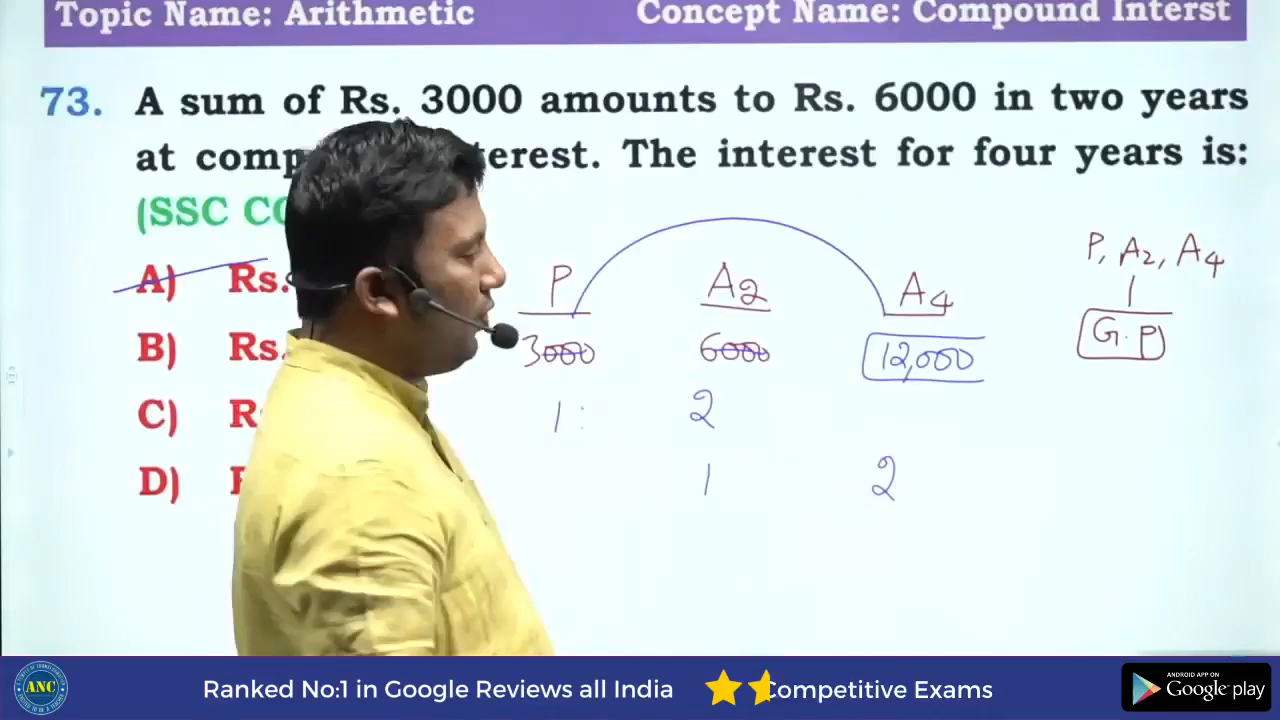 Topic Name: Arithmetic Concept Name: Compound Interst
73. A sum of Rs. 3000 amounts to Rs. 6000 in two years
at comp terest. The interest for four years is:
(SSC
A) Rs.
B) Rs.
C)
D)
P A2 A4
3000 6000 12,000
1 : 2
1 2
P, A2, A4
G.P
ANC
Ranked No:1 in Google Reviews all India
Competitive Exams
ANDROID APP ON
Google play